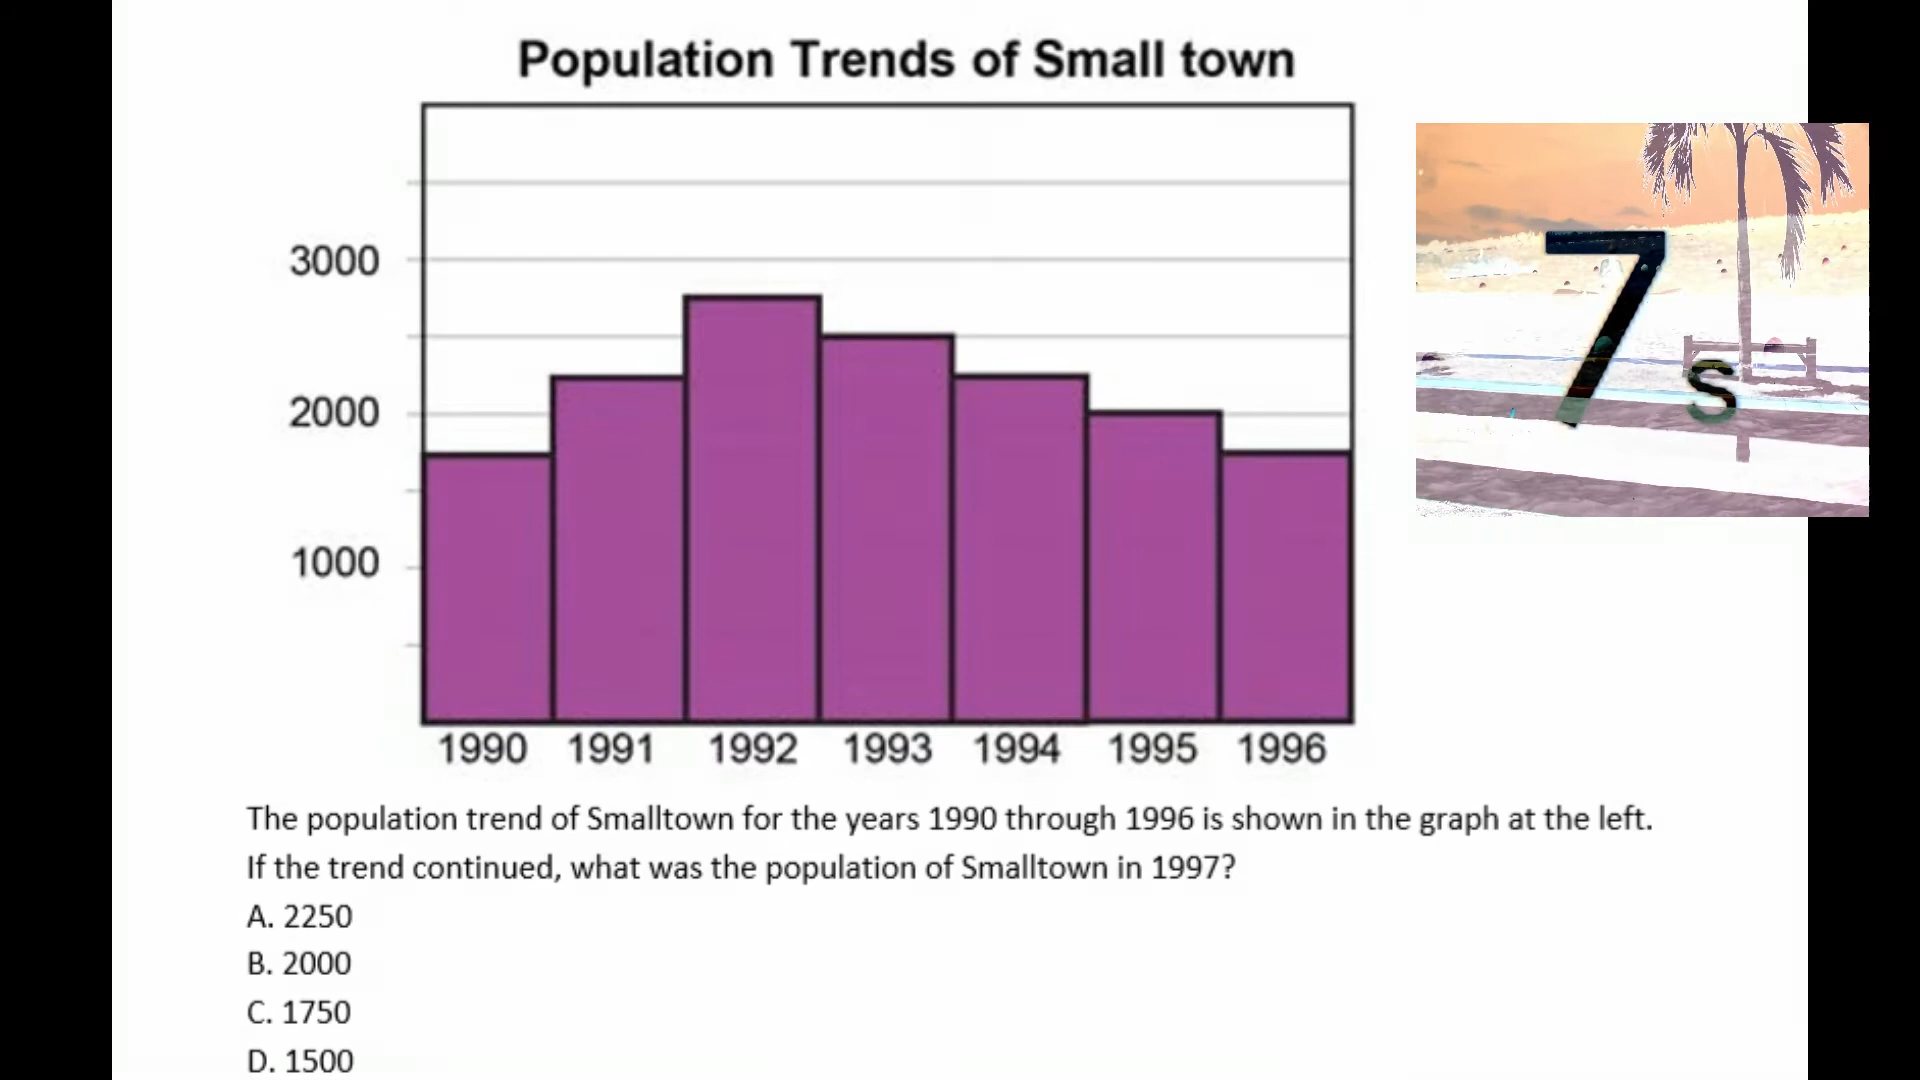 Population Trends of Small town
3000
2000
1000
1990 1991 1992 1993 1994 1995 1996
7 s
The population trend of Smalltown for the years 1990 through 1996 is shown in the graph at the left.
If the trend continued, what was the population of Smalltown in 1997?
A. 2250
B. 2000
C. 1750
D. 1500